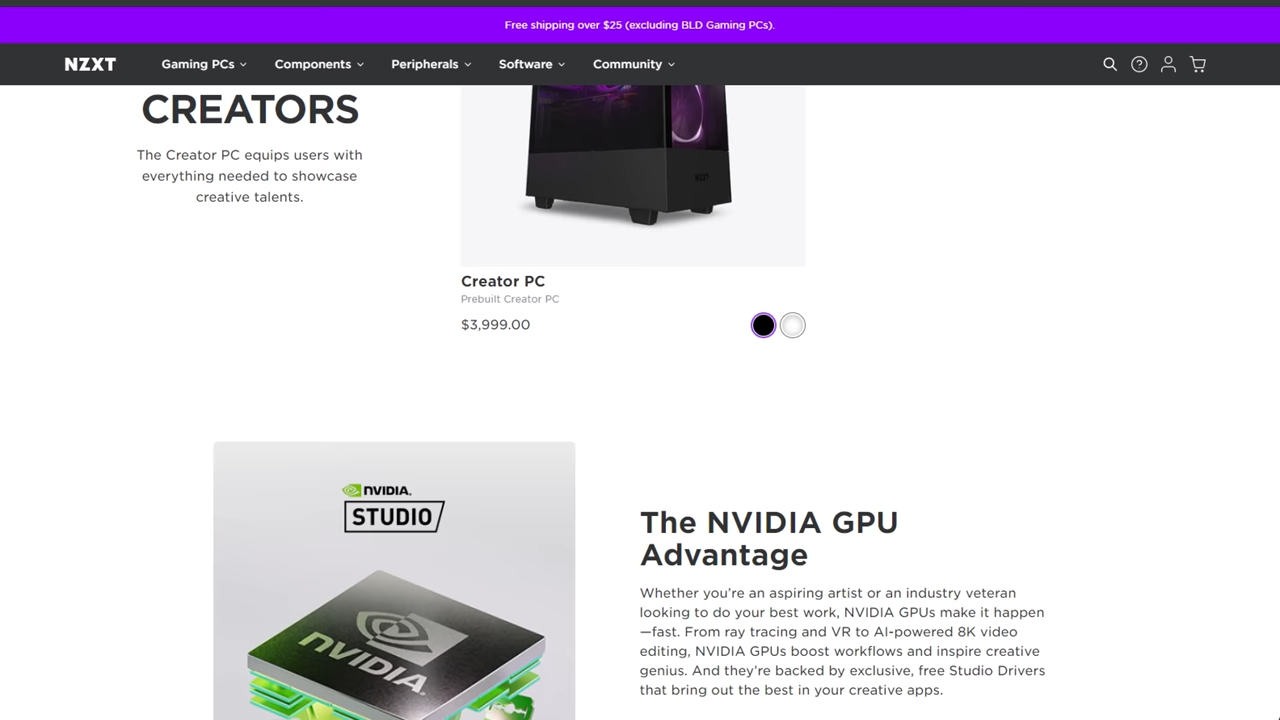 Free shipping over $25 (excluding BLD Gaming PCs).
NZXT Gaming PCs Components Peripherals Software Community
CREATORS
The Creator PC equips users with
everything needed to showcase
creative talents.
NZXT
Creator PC
Prebuilt Creator PC
$3,999.00
NVIDIA.
STUDIO
NVIDIA.
The NVIDIA GPU
Advantage
Whether you’re an aspiring artist or an industry veteran
looking to do your best work, NVIDIA GPUs make it happen
—fast. From ray tracing and VR to AI-powered 8K video
editing, NVIDIA GPUs boost workflows and inspire creative
genius. And they’re backed by exclusive, free Studio Drivers
that bring out the best in your creative apps.